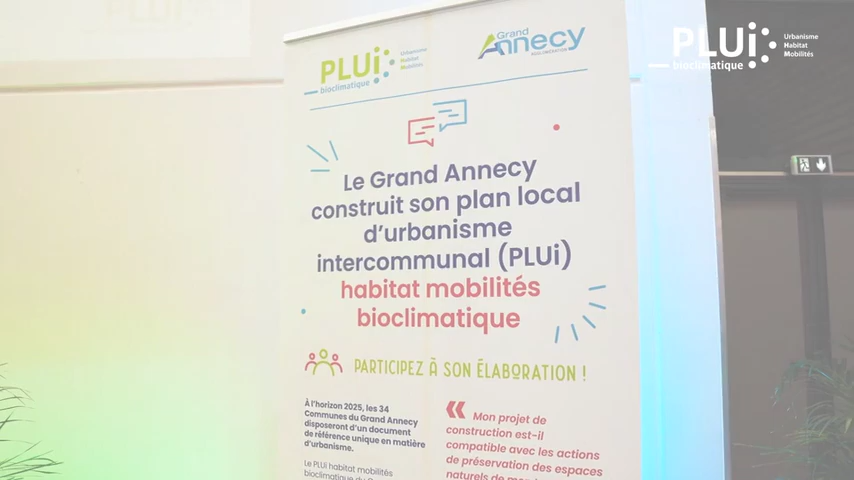 PLUi
bioclimatique
Urbanisme
Habitat
Mobilités
Grand
Annecy
AGGLOMÉRATION
PLUi
bioclimatique
Urbanisme
Habitat
Mobilités
Le Grand Annecy
construit son plan local
d'urbanisme
intercommunal (PLUi)
habitat mobilités
bioclimatique
PARTICIPEZ À SON ÉLABORATION !
À l'horizon 2025, les 34
Communes du Grand Annecy
disposeront d'un document
de référence unique en matière
d'urbanisme.
Le PLUi habitat mobilités
bioclimatique du
« Mon projet de
construction est-il
compatible avec les actions
de préservation des espaces
naturels de